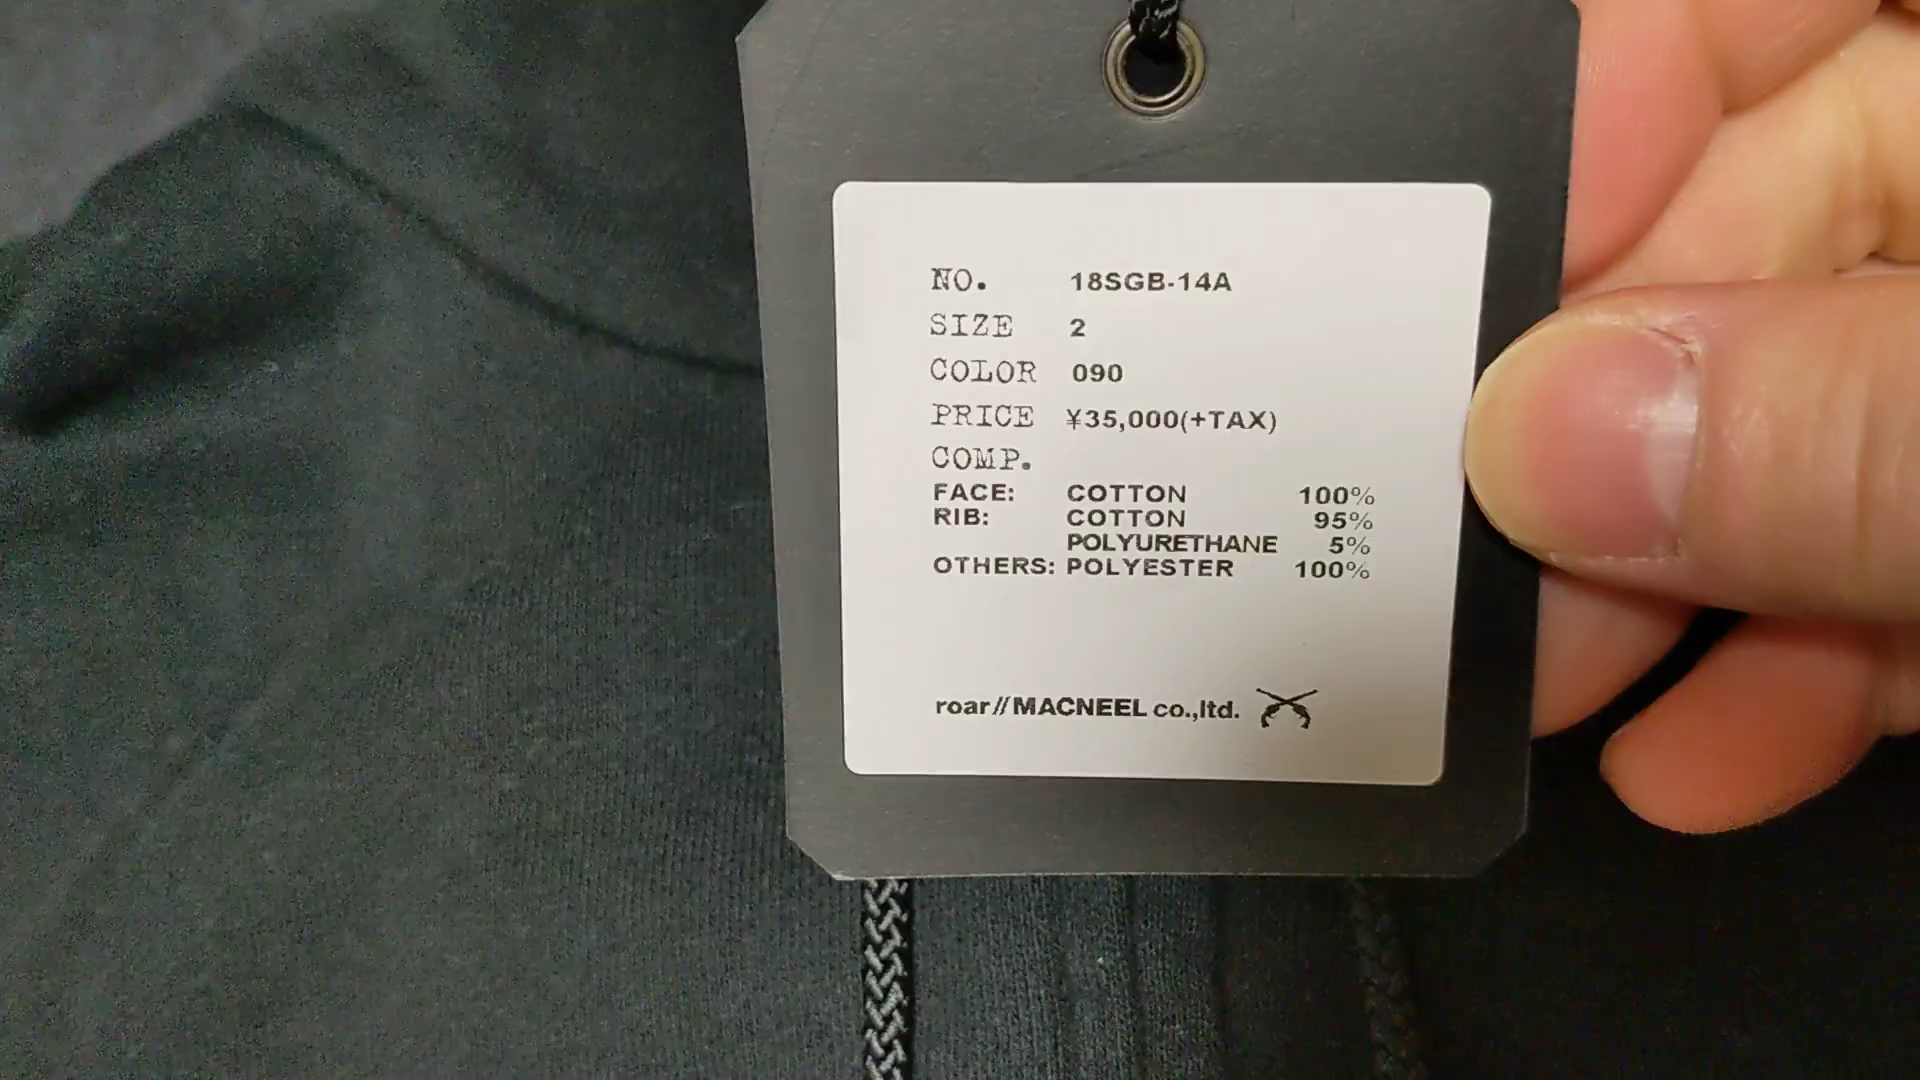 NO. 18SGB-14A
SIZE 2
COLOR 090
PRICE ¥35,000(+TAX)
COMP.
FACE: COTTON 100%
RIB: COTTON 95%
POLYURETHANE 5%
OTHERS: POLYESTER 100%
roar//MACNEEL co.,ltd.